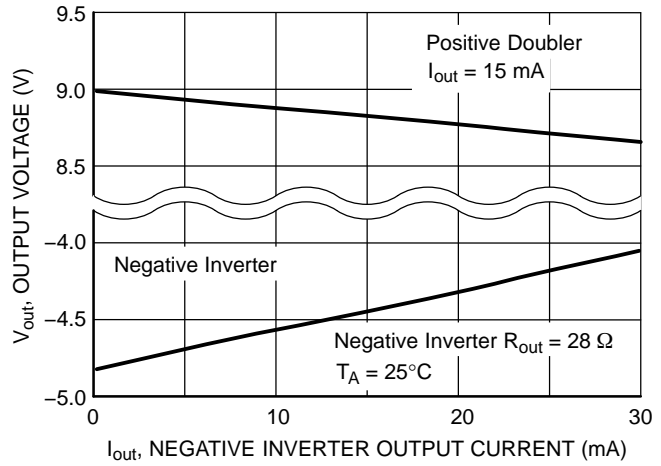 9.5
Positive Doubler
Iout = 15 mA
9.0
8.5
Vout, OUTPUT VOLTAGE (V)
−4.0
Negative Inverter
−4.5
Negative Inverter Rout = 28 Ω
TA = 25°C
−5.0
0 10 20 30
Iout, NEGATIVE INVERTER OUTPUT CURRENT (mA)